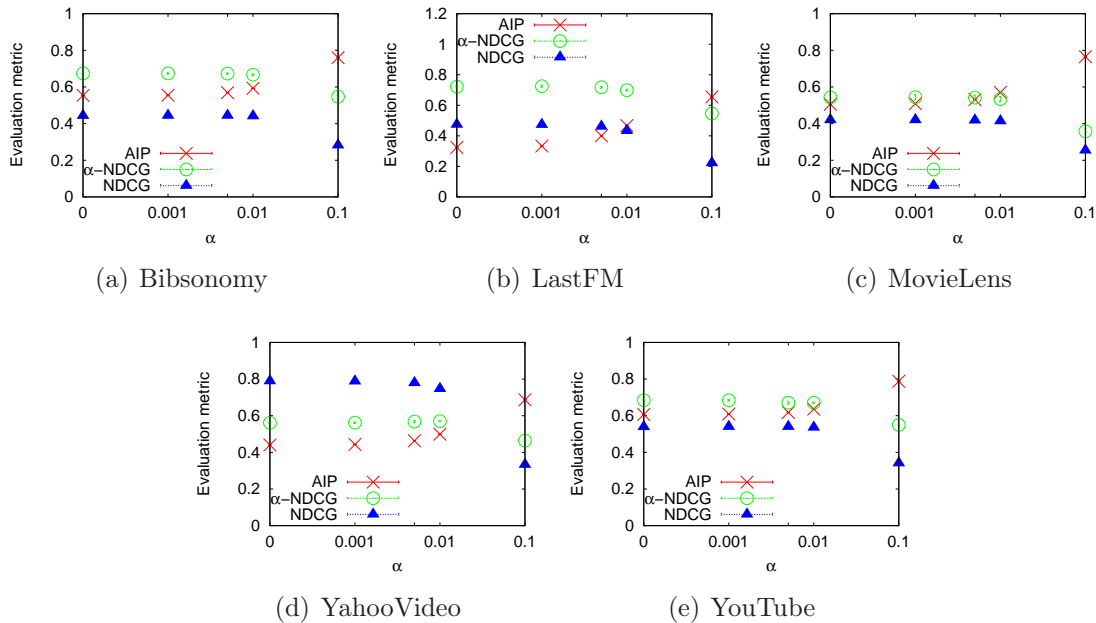 Evaluation metric
1
0.8
0.6
0.4
0.2
0
AIP
α−NDCG
NDCG
0
0.001
0.01
0.1
α
(a) Bibsonomy
Evaluation metric
1.2
1
0.8
0.6
0.4
0.2
0
AIP
α−NDCG
NDCG
0
0.001
0.01
0.1
α
(b) LastFM
Evaluation metric
1
0.8
0.6
0.4
0.2
0
AIP
α−NDCG
NDCG
0
0.001
0.01
0.1
α
(c) MovieLens
Evaluation metric
1
0.8
0.6
0.4
0.2
0
AIP
α−NDCG
NDCG
0
0.001
0.01
0.1
α
(d) YahooVideo
Evaluation metric
1
0.8
0.6
0.4
0.2
0
AIP
α−NDCG
NDCG
0
0.001
0.01
0.1
α
(e) YouTube